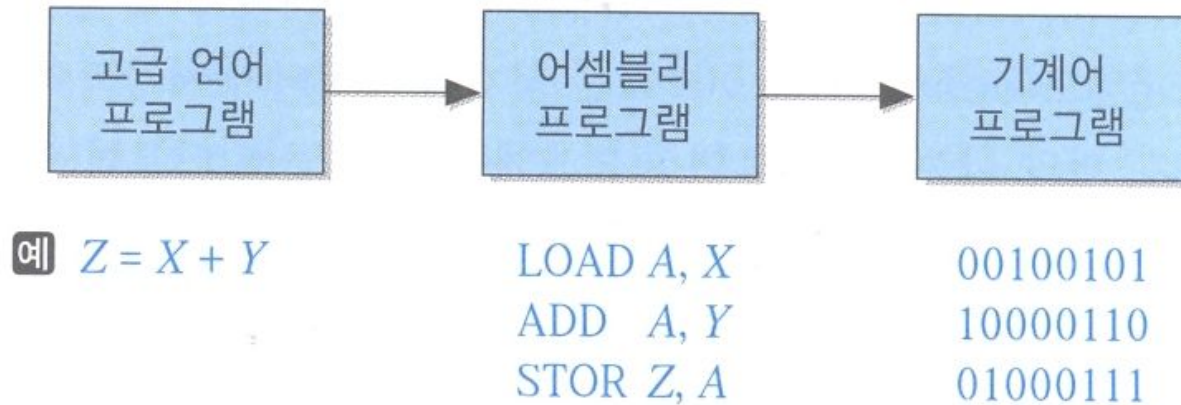 고급 언어
프로그램
어셈블리
프로그램
기계어
프로그램
예 Z = X + Y
LOAD A, X
ADD A, Y
STOR Z, A
00100101
10000110
01000111